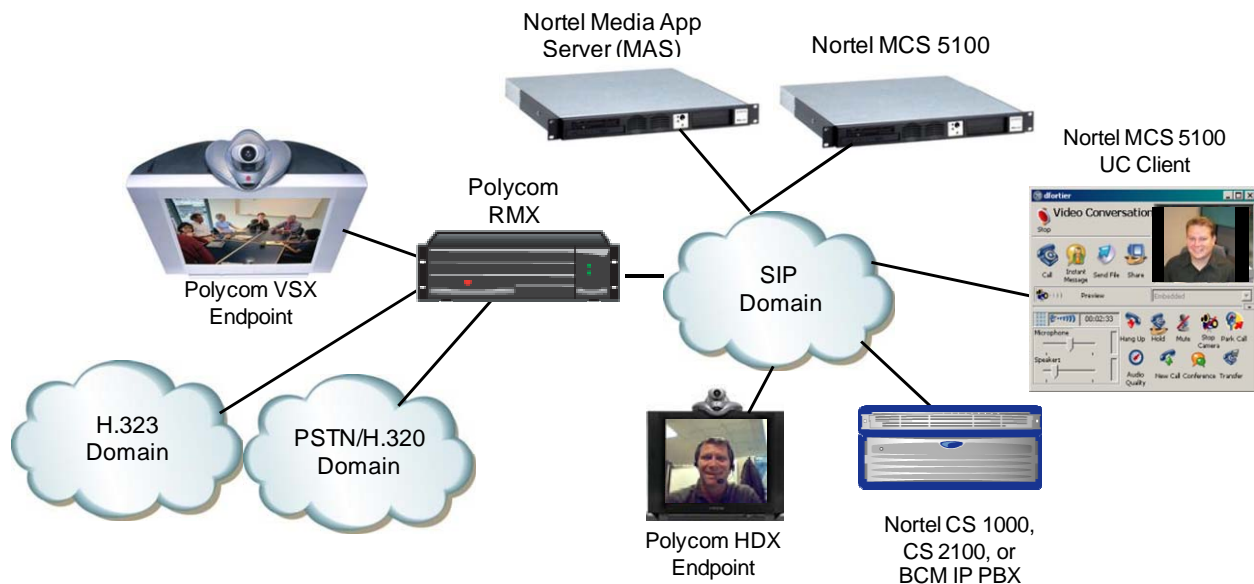 Nortel Media App
Server (MAS)
Nortel MCS 5100
Nortel MCS 5100
UC Client
Polycom
RMX
Polycom VSX
Endpoint
SIP
Domain
dfortier
Video Conversation
Stop
Call
Instant
Message
Send File
Share
Preview
Embedded
00:02:33
Microphone
Speakers
Hang Up
Hold
Mute
Stop
Camera
Park Call
Audio
Quality
New Call
Conference
Transfer
H.323
Domain
PSTN/H.320
Domain
Polycom HDX
Endpoint
Nortel CS 1000,
CS 2100, or
BCM IP PBX